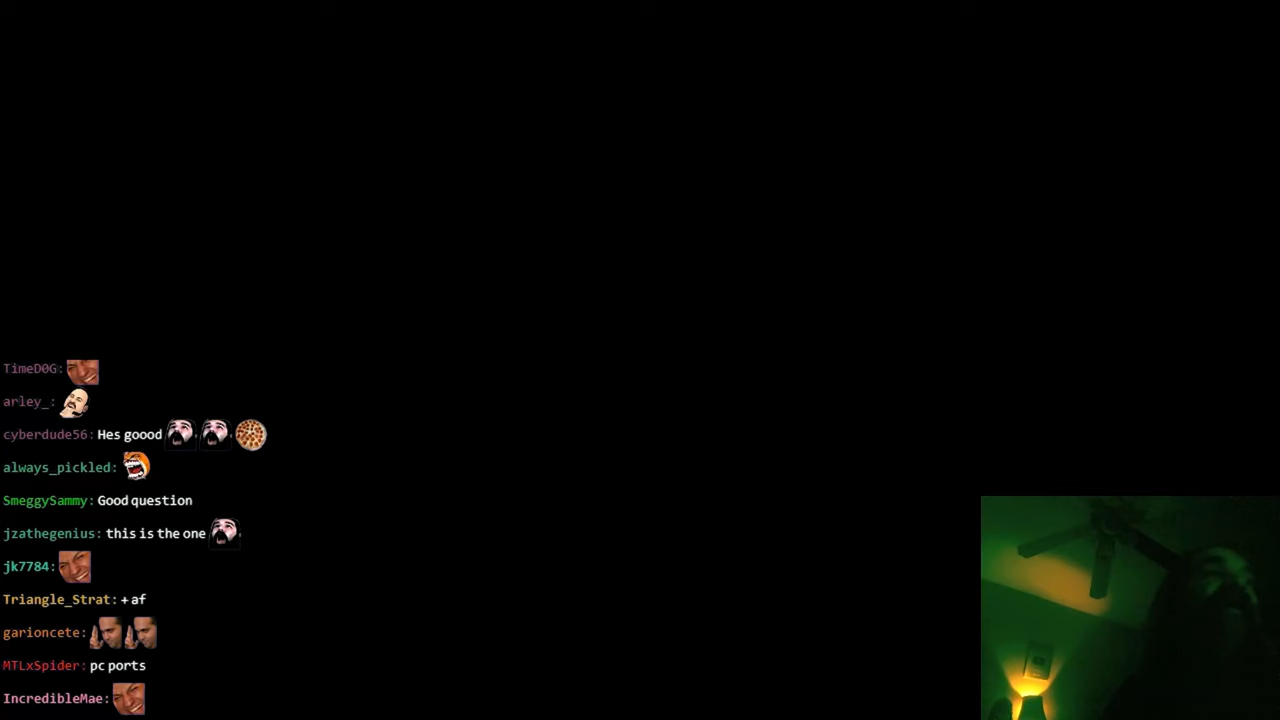 TimeD0G:
arley_:
cyberdude56: Hes goood
always_pickled:
SmeggySammy: Good question
jzathegenius: this is the one
jk7784:
Triangle_Strat: + af
garioncete:
MTLxSpider: pc ports
IncredibleMae: